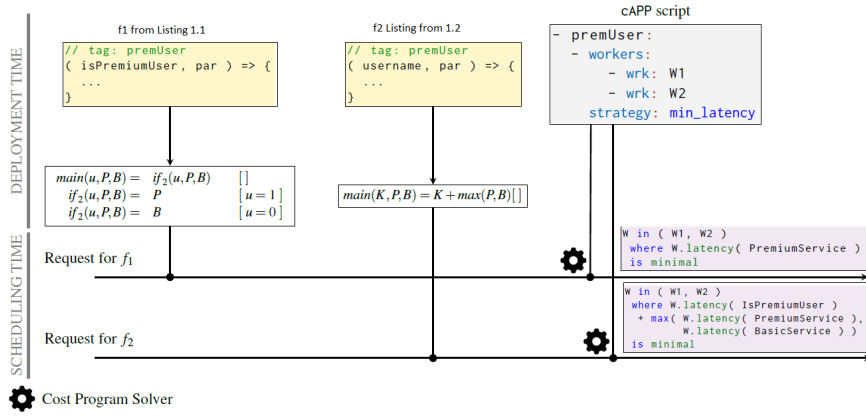 f1 from Listing 1.1
// tag: premUser
( isPremiumUser, par ) => {
...
}
f2 Listing from 1.2
// tag: premUser
( username, par ) => {
...
}
cAPP script
- premUser:
- workers:
- wrk: W1
- wrk: W2
strategy: min_latency
DEPLOYMENT TIME
main(u,P,B) = if₂(u,P,B) [ ]
if₂(u,P,B) = P [ u = 1 ]
if₂(u,P,B) = B [ u = 0 ]
main(K,P,B) = K + max(P,B)[ ]
SCHEDULING TIME
Request for f₁
W in ( W1, W2 )
where W.latency( PremiumService )
is minimal
Request for f₂
W in ( W1, W2 )
where W.latency( IsPremiumUser )
+ max( W.latency( PremiumService ),
W.latency( BasicService ) )
is minimal
Cost Program Solver